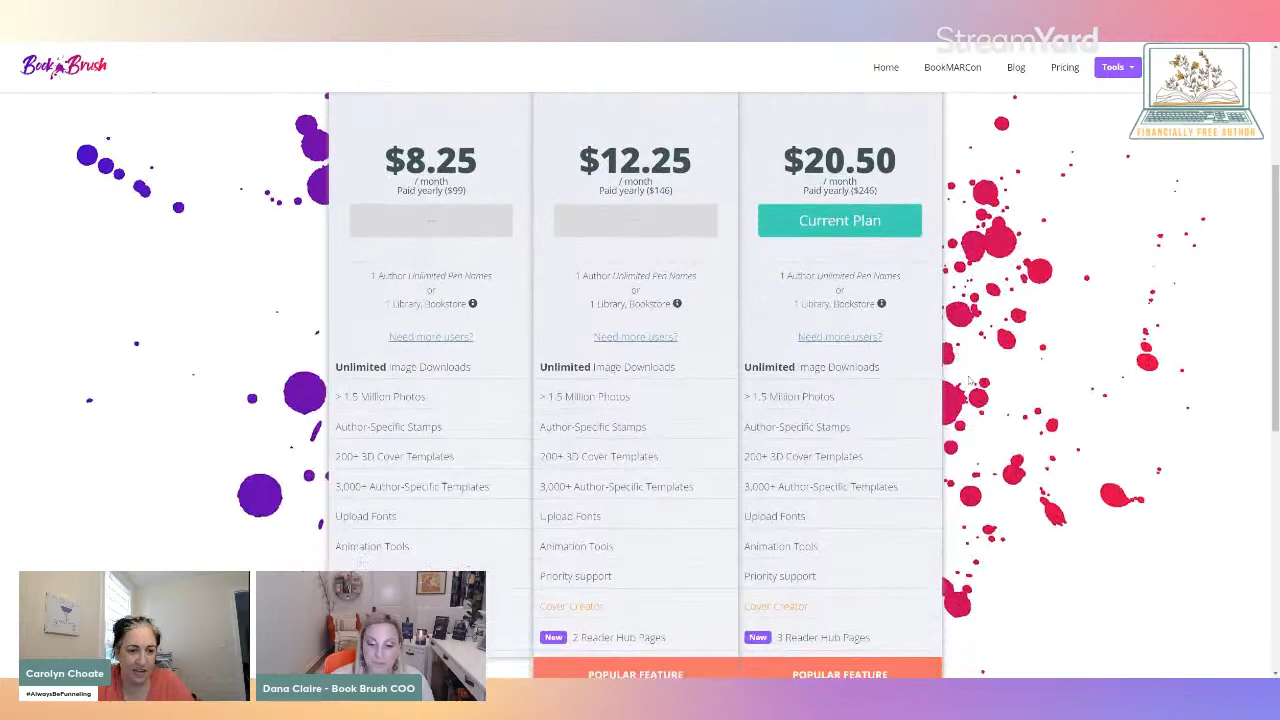 StreamYard
Book Brush
Home
BookMARCon
Blog
Pricing
Tools
FINANCIALLY FREE AUTHOR
$8.25
/ month
Paid yearly ($99)
1 Author Unlimited Pen Names
or
1 Library, Bookstore
Need more users?
Unlimited Image Downloads
> 1.5 Million Photos
Author-Specific Stamps
200+ 3D Cover Templates
3,000+ Author-Specific Templates
Upload Fonts
Animation Tools
$12.25
/ month
Paid yearly ($146)
1 Author Unlimited Pen Names
or
1 Library, Bookstore
Need more users?
Unlimited Image Downloads
> 1.5 Million Photos
Author-Specific Stamps
200+ 3D Cover Templates
3,000+ Author-Specific Templates
Upload Fonts
Animation Tools
Priority support
Cover Creator
New 2 Reader Hub Pages
POPULAR FEATURE
$20.50
/ month
Paid yearly ($246)
Current Plan
1 Author Unlimited Pen Names
or
1 Library, Bookstore
Need more users?
Unlimited Image Downloads
> 1.5 Million Photos
Author-Specific Stamps
200+ 3D Cover Templates
3,000+ Author-Specific Templates
Upload Fonts
Animation Tools
Priority support
Cover Creator
New 3 Reader Hub Pages
POPULAR FEATURE
Carolyn Choate
#AlwaysBeFunneling
Dana Claire - Book Brush COO